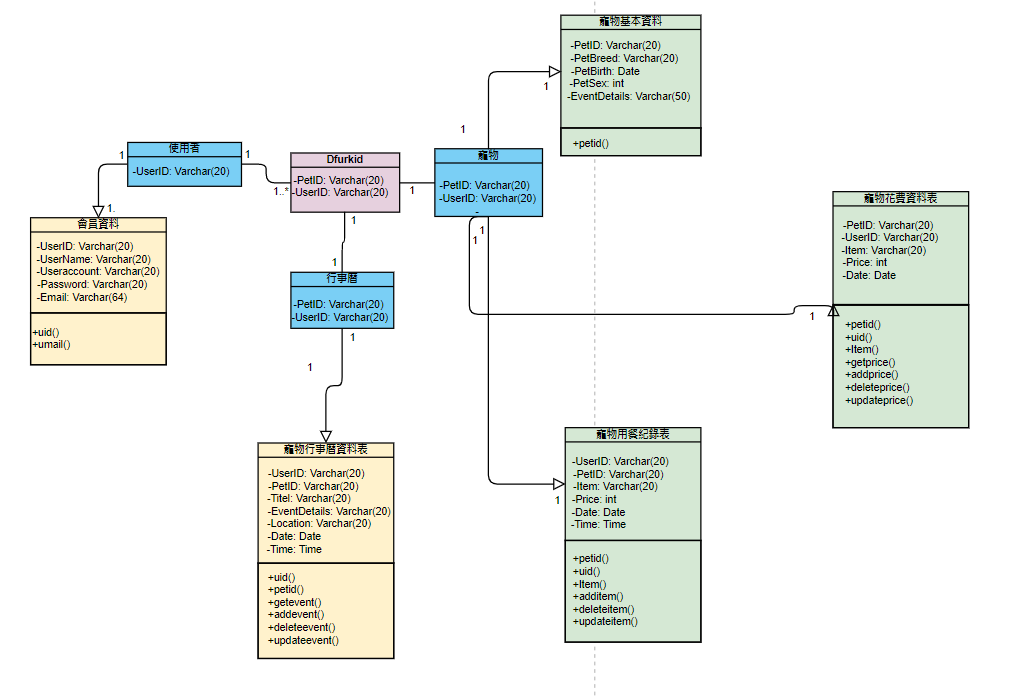 寵物基本資料
-PetID: Varchar(20)
-PetBreed: Varchar(20)
-PetBirth: Date
-PetSex: int
-EventDetails: Varchar(50)
+petid()
1
1
使用者
-UserID: Varchar(20)
1
1
1..*
Dfurkid
-PetID: Varchar(20)
-UserID: Varchar(20)
1
1
寵物
-PetID: Varchar(20)
-UserID: Varchar(20)
-
1
1
1.
會員資料
-UserID: Varchar(20)
-UserName: Varchar(20)
-Useraccount: Varchar(20)
-Password: Varchar(20)
-Email: Varchar(64)
+uid()
+umail()
1
行事曆
-PetID: Varchar(20)
-UserID: Varchar(20)
1
1
寵物花費資料表
-PetID: Varchar(20)
-UserID: Varchar(20)
-Item: Varchar(20)
-Price: int
-Date: Date
1
+petid()
+uid()
+Item()
+getprice()
+addprice()
+deleteprice()
+updateprice()
寵物行事曆資料表
-UserID: Varchar(20)
-PetID: Varchar(20)
-Titel: Varchar(20)
-EventDetails: Varchar(20)
-Location: Varchar(20)
-Date: Date
-Time: Time
+uid()
+petid()
+getevent()
+addevent()
+deleteevent()
+updateevent()
寵物用餐紀錄表
-UserID: Varchar(20)
-PetID: Varchar(20)
-Item: Varchar(20)
-Price: int
-Date: Date
-Time: Time
1
+petid()
+uid()
+Item()
+additem()
+deleteitem()
+updateitem()